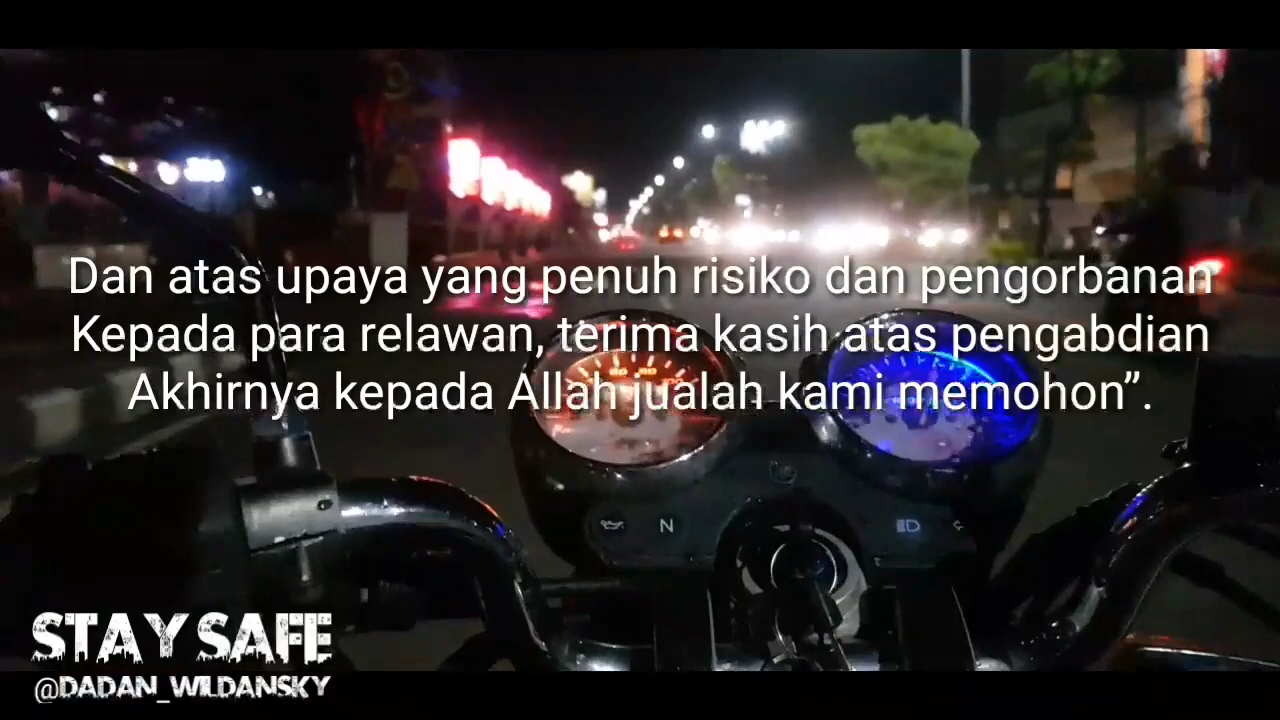 Dan atas upaya yang penuh risiko dan pengorbanan
Kepada para relawan, terima kasih atas pengabdian
Akhirnya kepada Allah jualah kami memohon”.
N
STAY SAFE
@DADAN_WILDANSKY